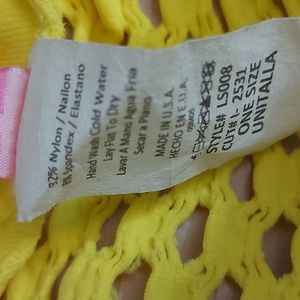 92% Nylon / Nailon
8% Spandex / Elastano
Hand Wash Cold Water
Lay Flat To Dry
Lavar A Mano Agua Fria
Secar a Plano
MADE IN U.S.A.
HECHO EN E.U.A.
STYLE# LS008
CUT# I- 2531
ONE SIZE
UNITALLA